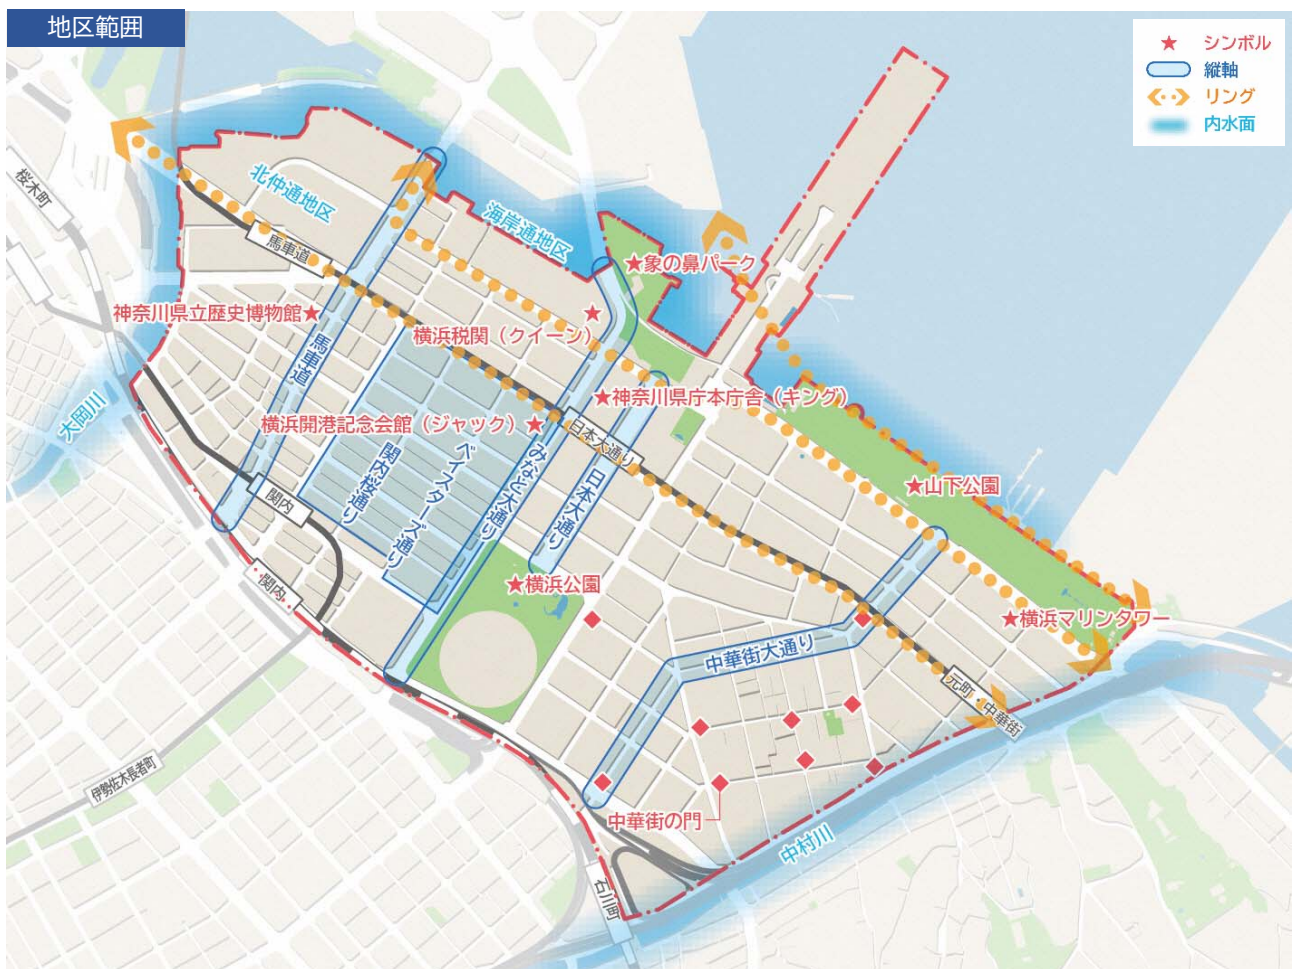 地区範囲
シンボル
縦軸
リング
内水面
桜木町
北仲通地区
海岸通地区
馬車道
象の鼻パーク
神奈川県立歴史博物館
横浜税関（クイーン）
馬車道
神奈川県庁本庁舎（キング）
大岡川
横浜開港記念会館（ジャック）
日本大通り
関内桜通り
ベイスターズ通り
みなと大通り
日本大通り
山下公園
関内
関内
横浜公園
横浜マリンタワー
中華街大通り
元町・中華街
伊勢佐木長者町
中華街の門
中村川
石川町